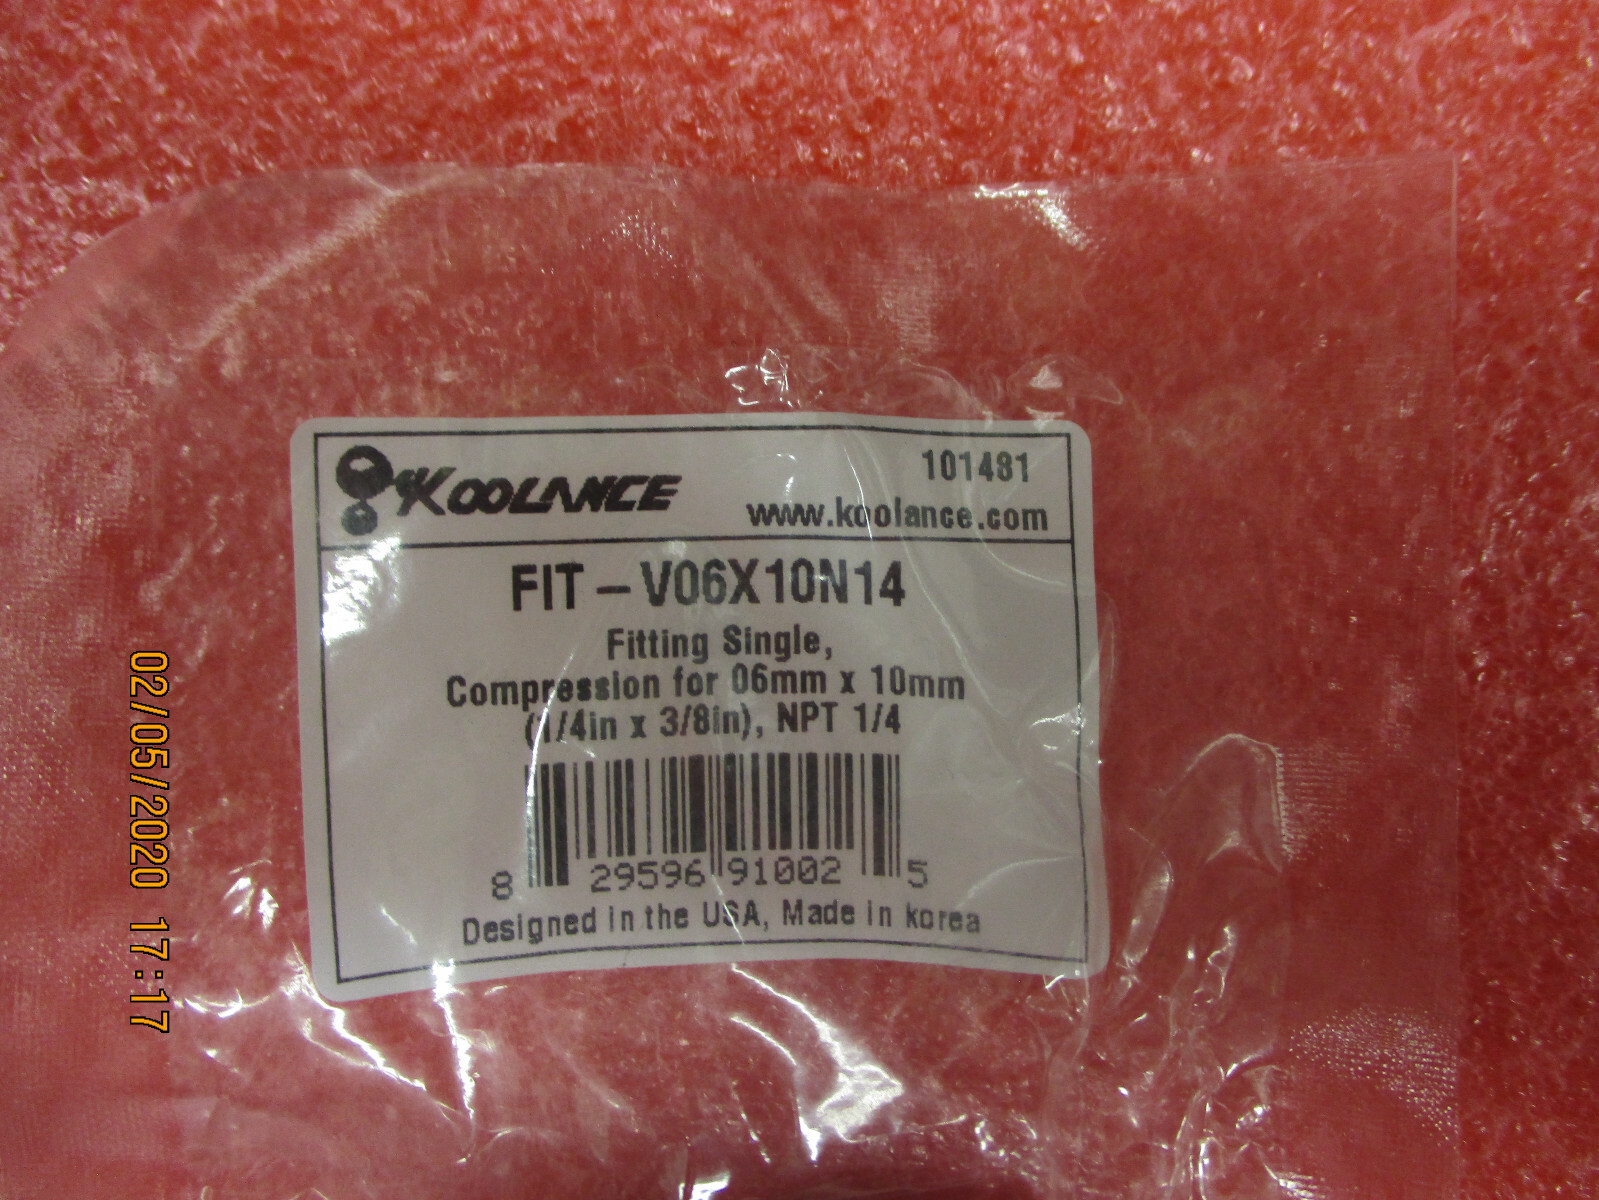 KOOLANCE
101481
www.koolance.com
FIT-V06X10N14
Fitting Single,
Compression for 06mm x 10mm
(1/4in x 3/8in), NPT 1/4
8 29596 91002 5
Designed in the USA, Made in korea
02/05/2020 17:17